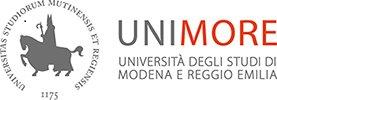 UNIVERSITAS STUDIORUM MUTINENSIS ET REGIENSIS
1175
UNIMORE
UNIVERSITÀ DEGLI STUDI DI
MODENA E REGGIO EMILIA